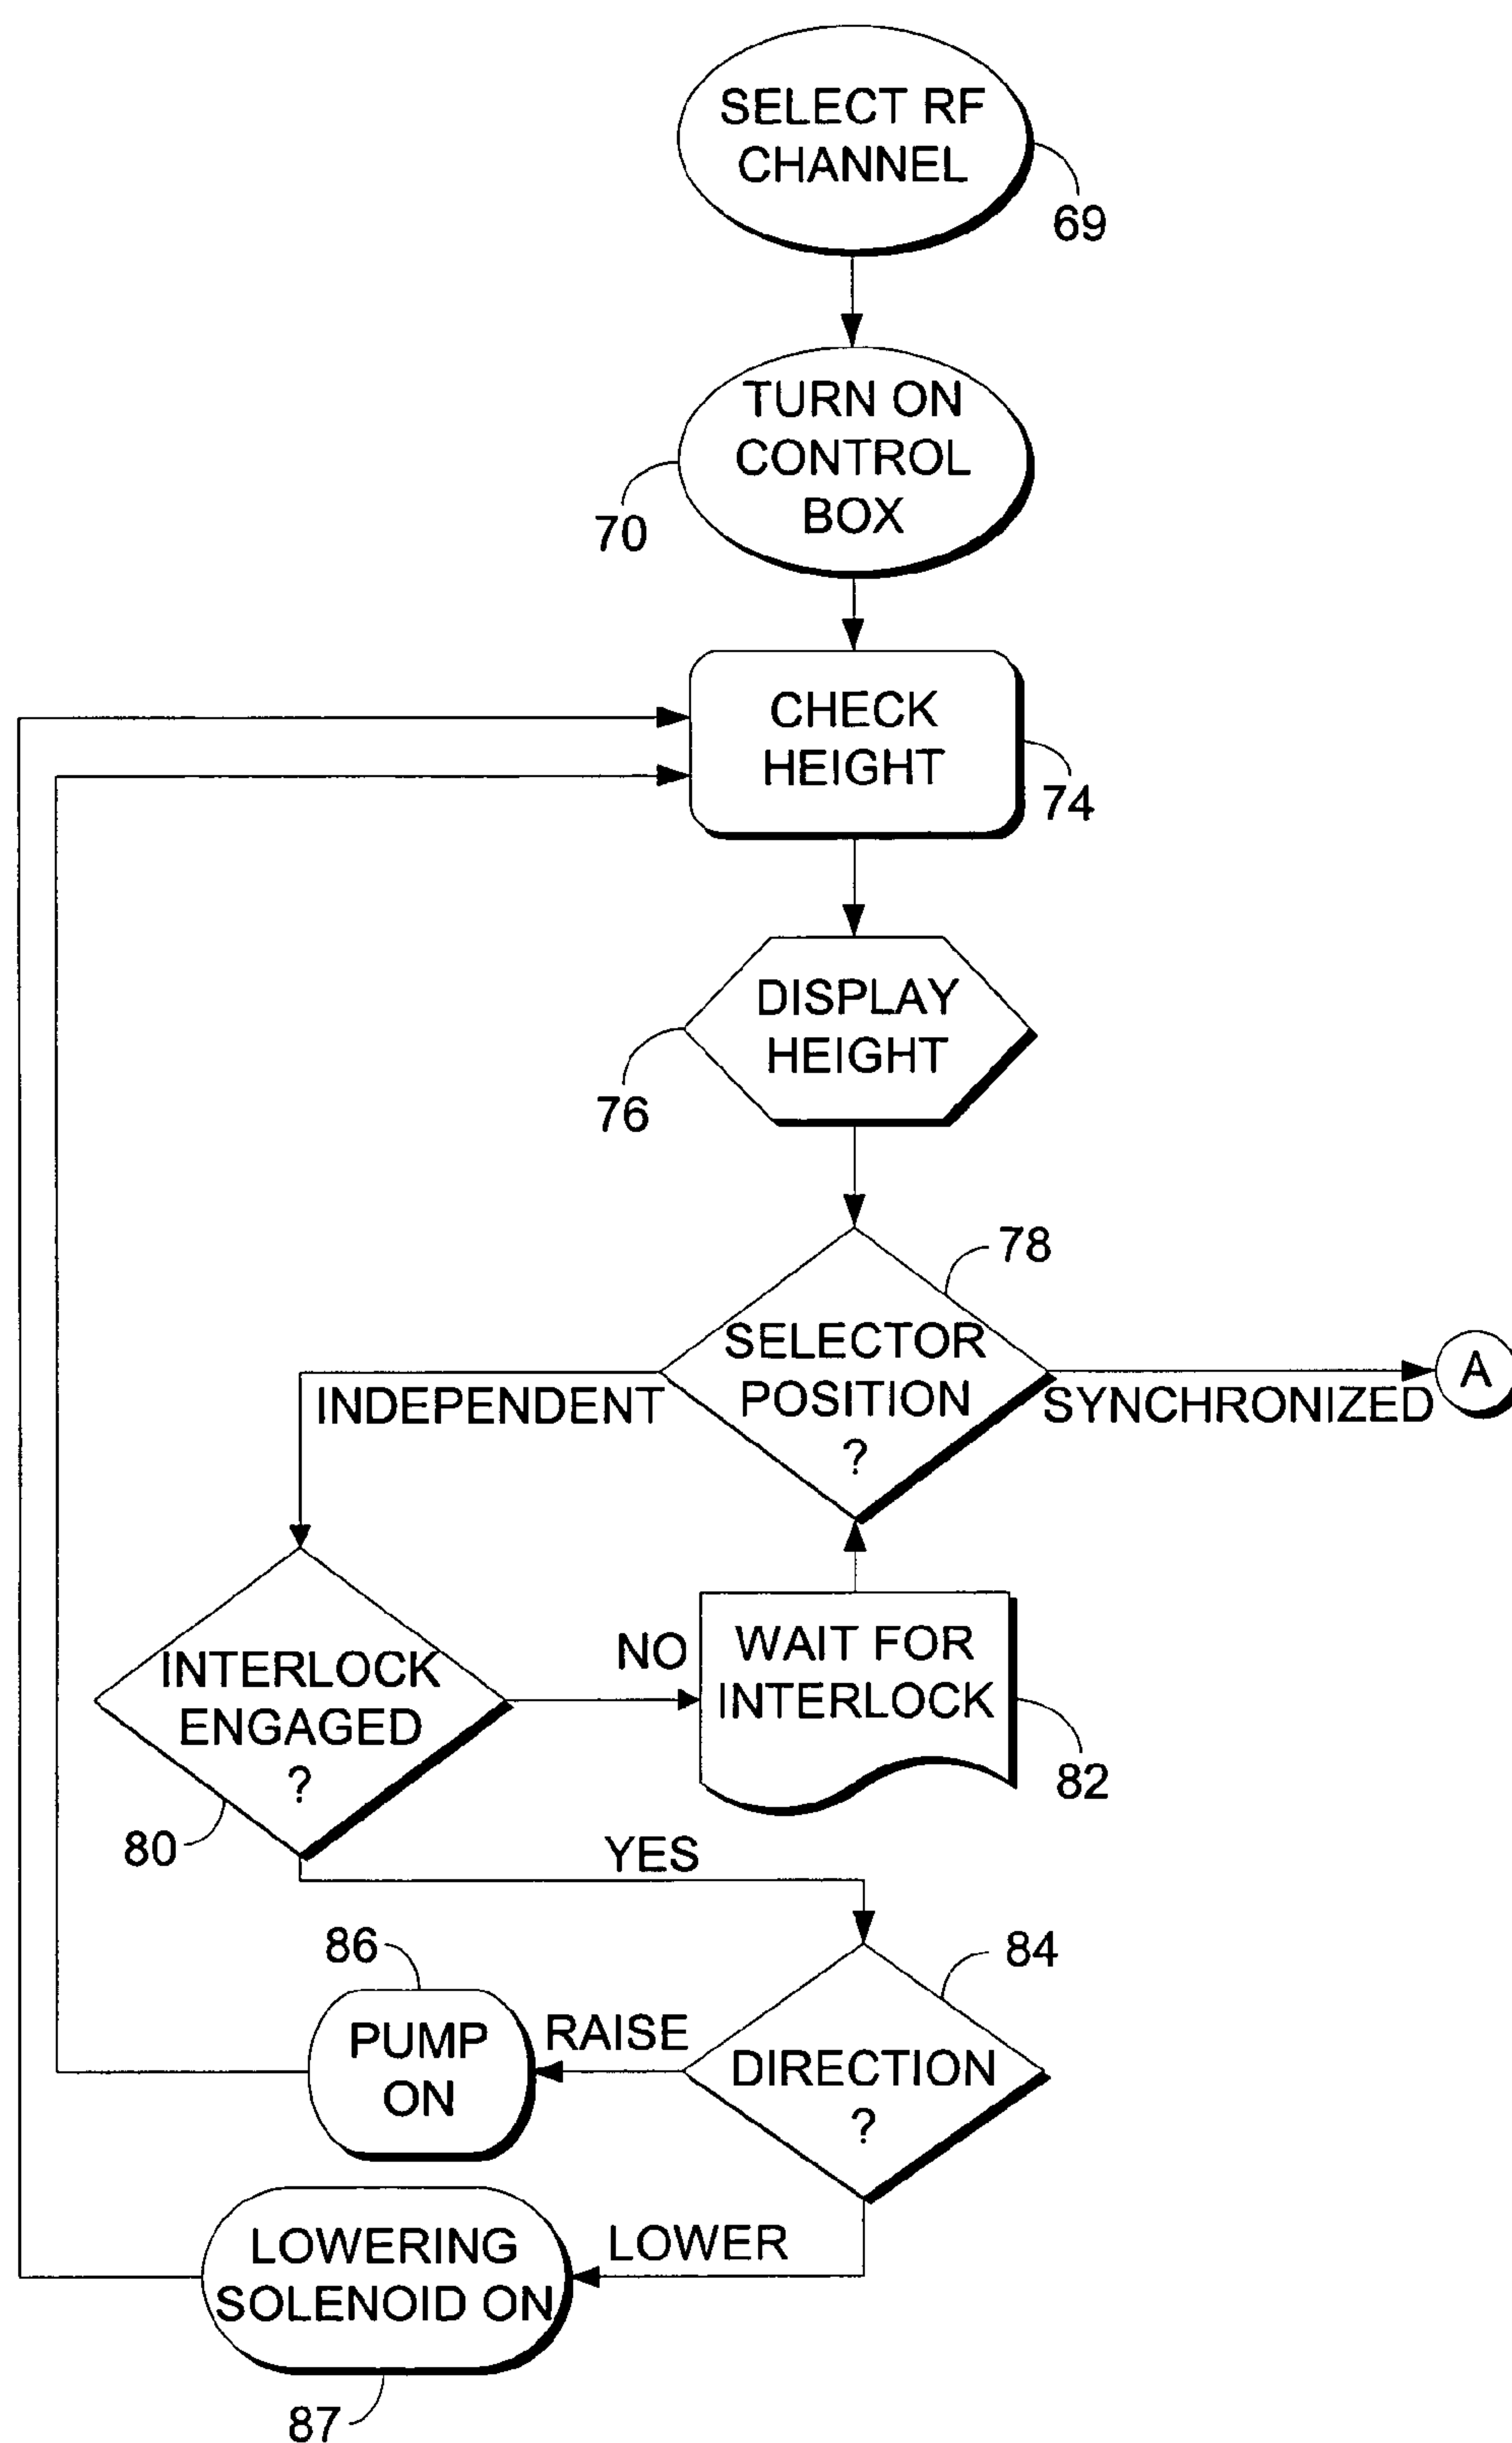 SELECT RF
CHANNEL
69
TURN ON
CONTROL
BOX
70
CHECK
HEIGHT
74
DISPLAY
HEIGHT
76
78
SELECTOR
POSITION
?
INDEPENDENT
SYNCHRONIZED
A
INTERLOCK
ENGAGED
?
80
NO
WAIT FOR
INTERLOCK
82
YES
86
84
PUMP
ON
RAISE
DIRECTION
?
LOWERING
SOLENOID ON
LOWER
87